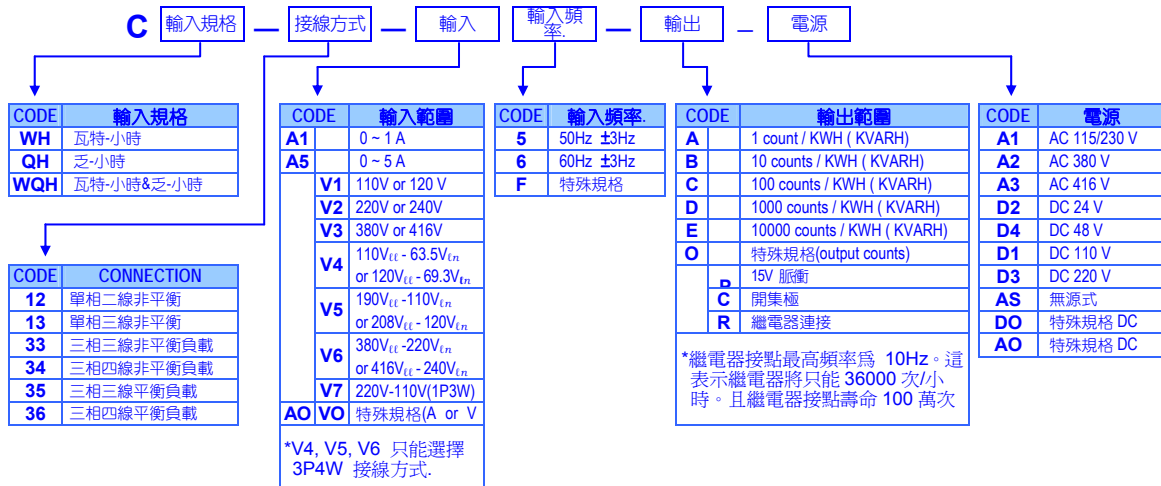 C 輸入規格 — 接線方式 — 輸入 輸入頻率. — 輸出 – 電源
CODE 輸入規格
WH 瓦特-小時
QH 乏-小時
WQH 瓦特-小時&乏-小時
CODE CONNECTION
12 單相二線非平衡
13 單相三線非平衡
33 三相三線非平衡負載
34 三相四線非平衡負載
35 三相三線平衡負載
36 三相四線平衡負載
CODE 輸入範圍
A1 0 ~ 1 A
A5 0 ~ 5 A
V1 110V or 120 V
V2 220V or 240V
V3 380V or 416V
V4 110Vℓℓ - 63.5Vℓn
or 120Vℓℓ - 69.3Vℓn
V5 190Vℓℓ -110Vℓn
or 208Vℓℓ - 120Vℓn
V6 380Vℓℓ -220Vℓn
or 416Vℓℓ - 240Vℓn
V7 220V-110V(1P3W)
AO VO 特殊規格(A or V
*V4, V5, V6 只能選擇
3P4W 接線方式.
CODE 輸入頻率.
5 50Hz ±3Hz
6 60Hz ±3Hz
F 特殊規格
CODE 輸出範圍
A 1 count / KWH ( KVARH)
B 10 counts / KWH ( KVARH)
C 100 counts / KWH ( KVARH)
D 1000 counts / KWH ( KVARH)
E 10000 counts / KWH ( KVARH)
O 特殊規格(output counts)
15V 脈衝
C 開集極
R 繼電器連接
*繼電器接點最高頻率為 10Hz。這
表示繼電器將只能 36000 次/小
時。且繼電器接點壽命 100 萬次
CODE 電源
A1 AC 115/230 V
A2 AC 380 V
A3 AC 416 V
D2 DC 24 V
D4 DC 48 V
D1 DC 110 V
D3 DC 220 V
AS 無源式
DO 特殊規格 DC
AO 特殊規格 DC